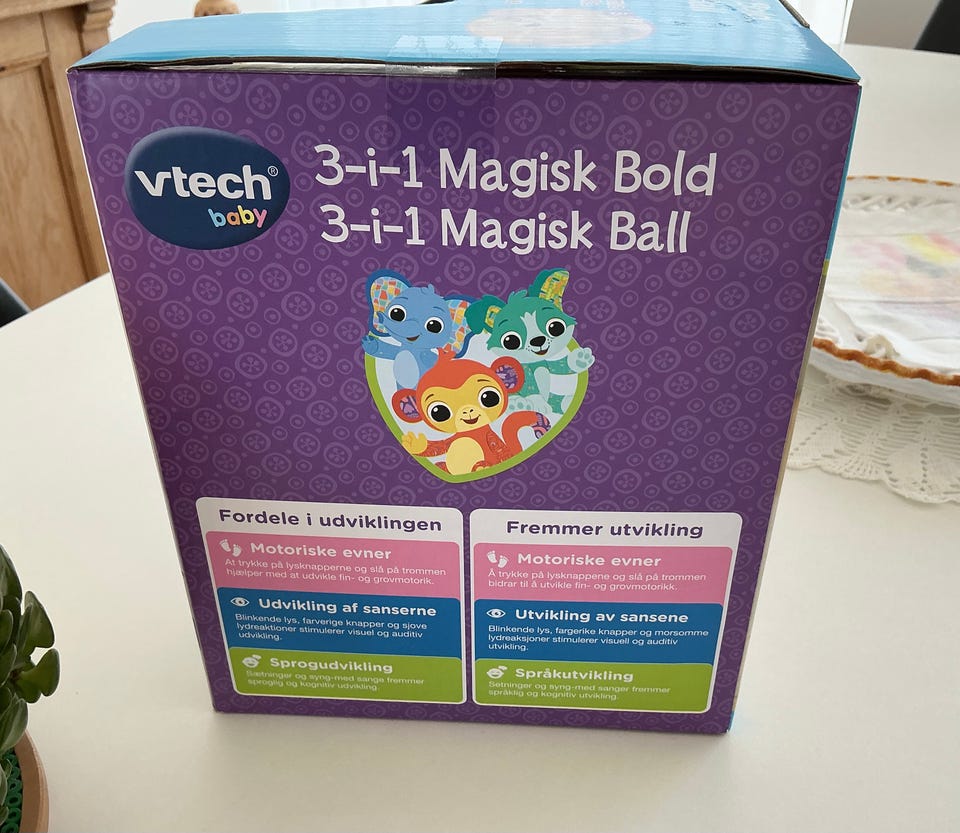 vtech®
baby
3-i-1 Magisk Bold
3-i-1 Magisk Ball
Fordele i udviklingen
Motoriske evner
At trykke på lysknapperne og slå på trommen
hjælper med at udvikle fin- og grovmotorik.
Udvikling af sanserne
Blinkende lys, farverige knapper og sjove
lydreaktioner stimulerer visuel og auditiv
udvikling.
Sprogudvikling
Sætninger og syng-med sange fremmer
sproglig og kognitiv udvikling.
Fremmer utvikling
Motoriske evner
Å trykke på lysknappene og slå på trommen
bidrar til å utvikle fin- og grovmotorikk.
Utvikling av sansene
Blinkende lys, fargerike knapper og morsomme
lydreaksjoner stimulerer visuell og auditiv
utvikling.
Språkutvikling
Setninger og syng-med sanger fremmer
språklig og kognitiv utvikling.